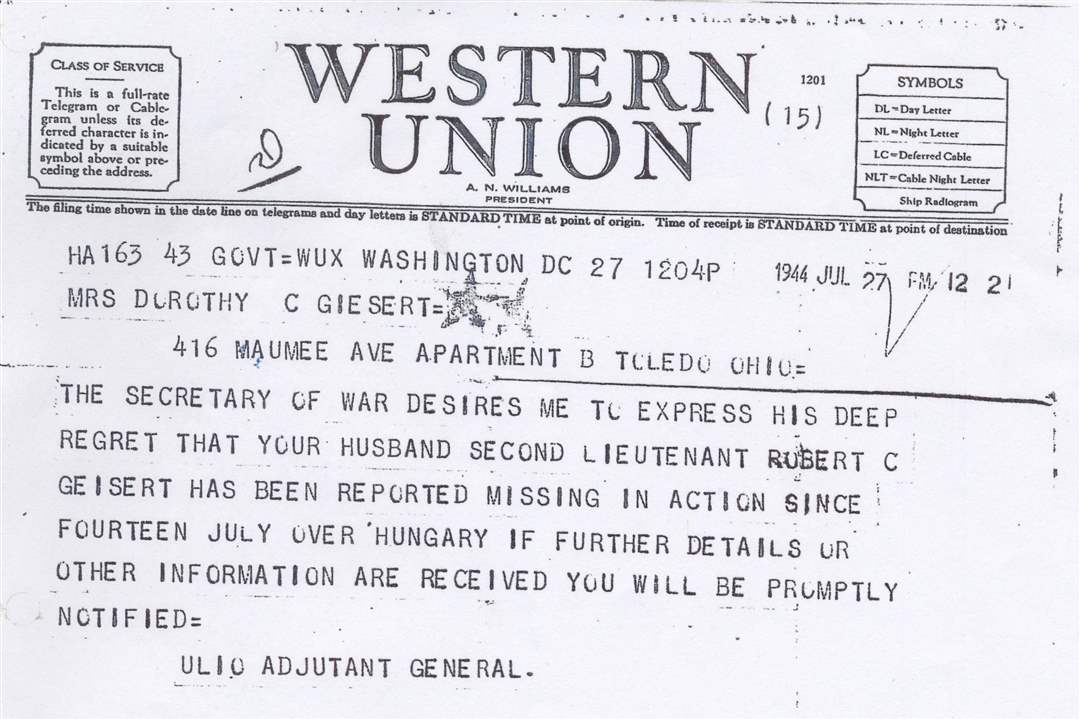 CLASS OF SERVICE
This is a full-rate
Telegram or Cable-
gram unless its de-
ferred character is in-
dicated by a suitable
symbol above or pre-
ceding the address.
WESTERN
UNION
1201
(15)
A. N. WILLIAMS
PRESIDENT
SYMBOLS
DL=Day Letter
NL=Night Letter
LC=Deferred Cable
NLT=Cable Night Letter
Ship Radiogram
The filing time shown in the date line on telegrams and day letters is STANDARD TIME at point of origin. Time of receipt is STANDARD TIME at point of destination
HA163 43 GOVT=WUX WASHINGTON DC 27 1204P 1944 JUL 27 PM 12 21
MRS DOROTHY C GIESERT=
416 MAUMEE AVE APARTMENT B TOLEDO OHIO=
THE SECRETARY OF WAR DESIRES ME TO EXPRESS HIS DEEP
REGRET THAT YOUR HUSBAND SECOND LIEUTENANT ROBERT C
GEISERT HAS BEEN REPORTED MISSING IN ACTION SINCE
FOURTEEN JULY OVER HUNGARY IF FURTHER DETAILS OR
OTHER INFORMATION ARE RECEIVED YOU WILL BE PROMPTLY
NOTIFIED=
ULIO ADJUTANT GENERAL.